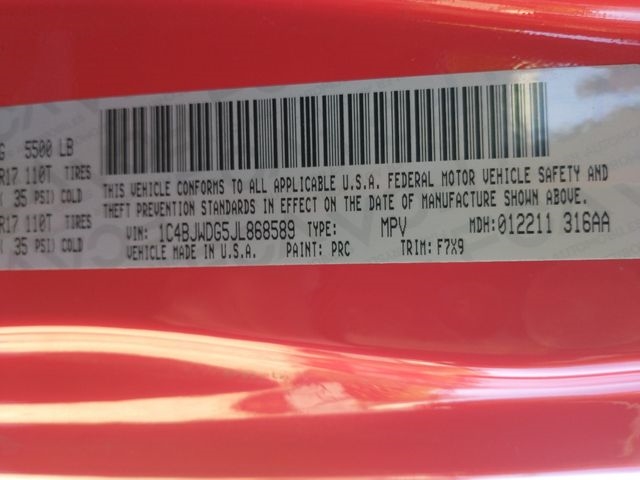 G 5500 LB
R17 110T TIRES
( 35 PSI) COLD
R17 110T TIRES
( 35 PSI) COLD
THIS VEHICLE CONFORMS TO ALL APPLICABLE U.S.A. FEDERAL MOTOR VEHICLE SAFETY AND
THEFT PREVENTION STANDARDS IN EFFECT ON THE DATE OF MANUFACTURE SHOWN ABOVE.
VIN: 1C4BJWDG5JL868589 TYPE: MPV MDH:012211 316AA
VEHICLE MADE IN U.S.A. PAINT: PRC TRIM:F7X9